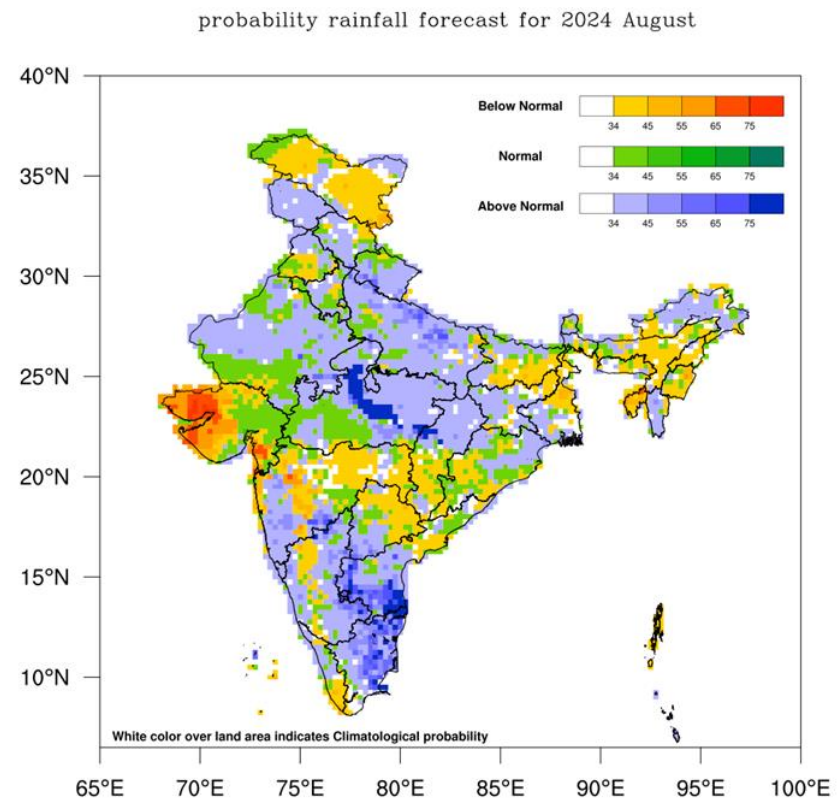 probability rainfall forecast for 2024 August
40°N
35°N
30°N
25°N
20°N
15°N
10°N
Below Normal
34 45 55 65 75
Normal
34 45 55 65 75
Above Normal
34 45 55 65 75
White color over land area indicates Climatological probability
65°E 70°E 75°E 80°E 85°E 90°E 95°E 100°E